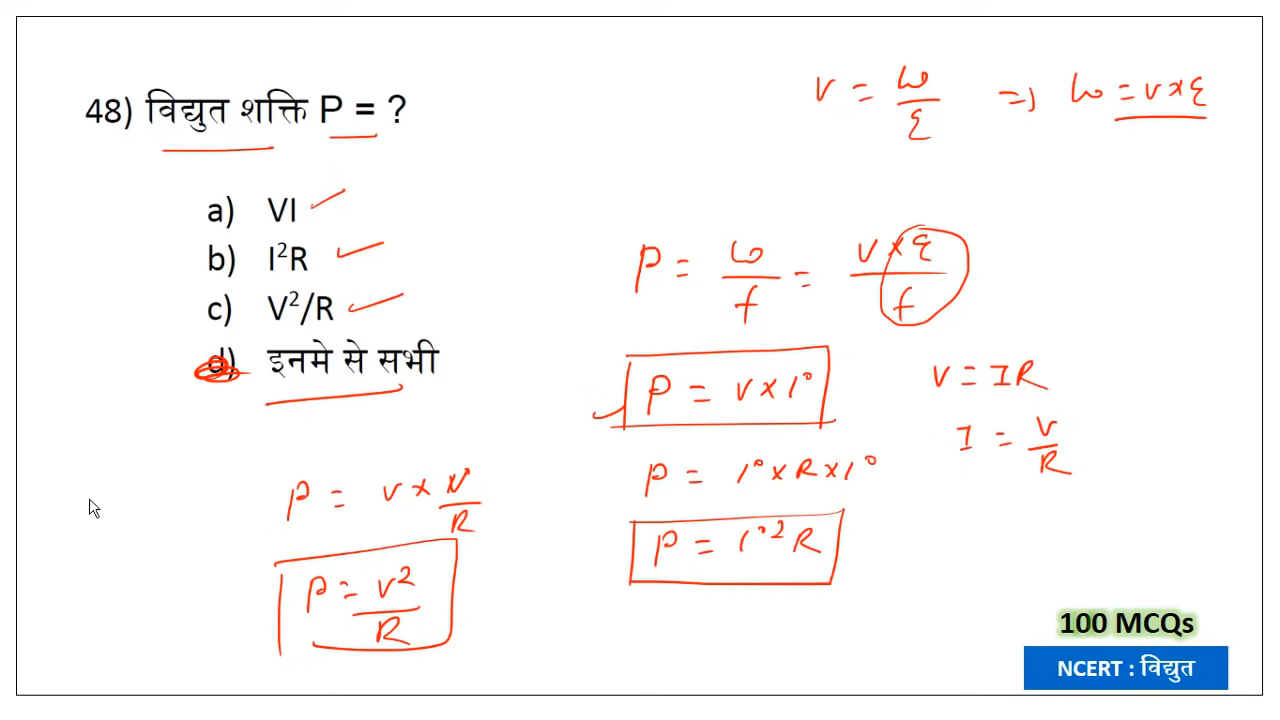 48) विद्युत शक्ति P = ?
V = W/ξ ⇒ W = V×ξ
a) VI ✓
b) I²R ✓
c) V²/R ✓
d) इनमे से सभी
P = W/t = V×ξ/t
P = V×i
V = IR
I = V/R
P = i×R×i
P = i²R
P = V×V/R
P = V²/R
100 MCQs
NCERT : विद्युत